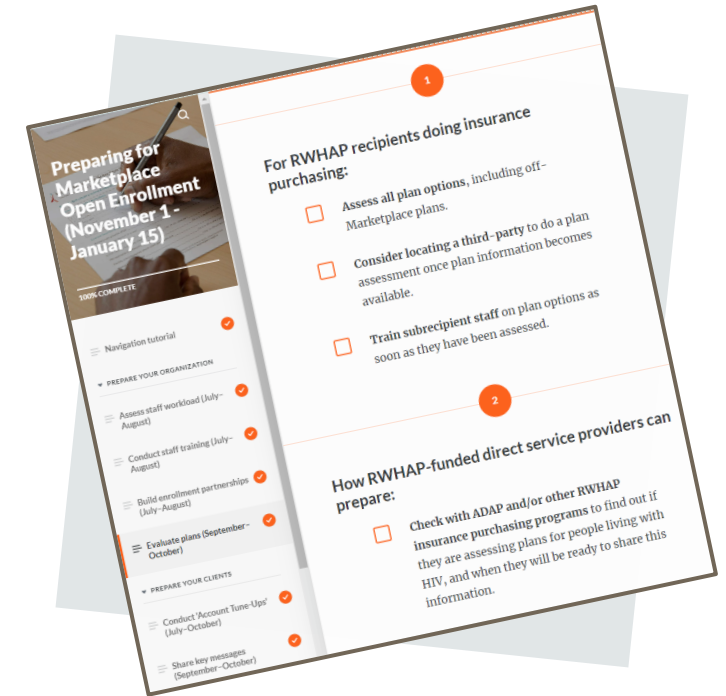 Preparing for
Marketplace
Open Enrollment
(November 1 -
January 15)
100% COMPLETE
Navigation tutorial
PREPARE YOUR ORGANIZATION
Assess staff workload (July–
August)
Conduct staff training (July–
August)
Build enrollment partnerships
(July–August)
Evaluate plans (September–
October)
PREPARE YOUR CLIENTS
Conduct 'Account Tune-Ups'
(July–October)
Share key messages
(September–October)
1
For RWHAP recipients doing insurance
purchasing:
Assess all plan options, including off-
Marketplace plans.
Consider locating a third-party to do a plan
assessment once plan information becomes
available.
Train subrecipient staff on plan options as
soon as they have been assessed.
2
How RWHAP-funded direct service providers can
prepare:
Check with ADAP and/or other RWHAP
insurance purchasing programs to find out if
they are assessing plans for people living with
HIV, and when they will be ready to share this
information.